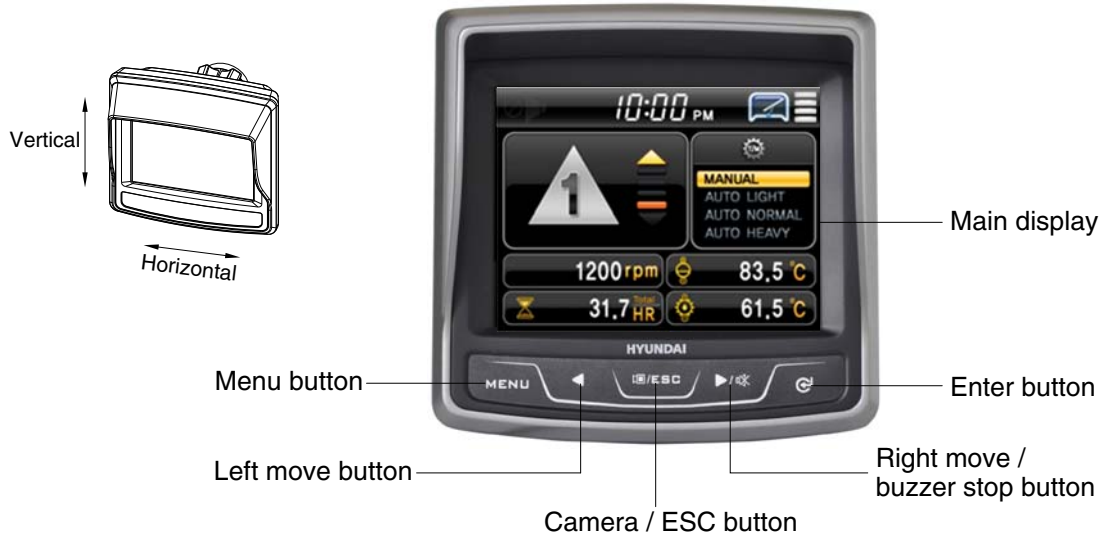 Vertical
Horizontal
10:00 PM
1
T/M
MANUAL
AUTO LIGHT
AUTO NORMAL
AUTO HEAVY
1200 rpm
83.5 °C
31.7 Total HR
61.5 °C
HYUNDAI
MENU
/ESC
Main display
Menu button
Enter button
Left move button
Right move /
buzzer stop button
Camera / ESC button